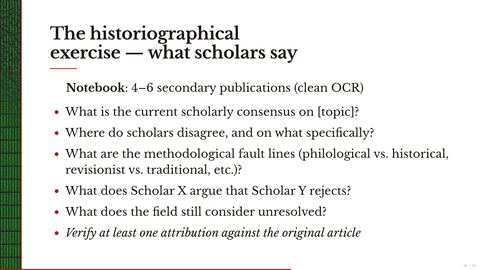 The historiographical
exercise — what scholars say
Notebook: 4–6 secondary publications (clean OCR)
• What is the current scholarly consensus on [topic]?
• Where do scholars disagree, and on what specifically?
• What are the methodological fault lines (philological vs. historical,
revisionist vs. traditional, etc.)?
• What does Scholar X argue that Scholar Y rejects?
• What does the field still consider unresolved?
• Verify at least one attribution against the original article